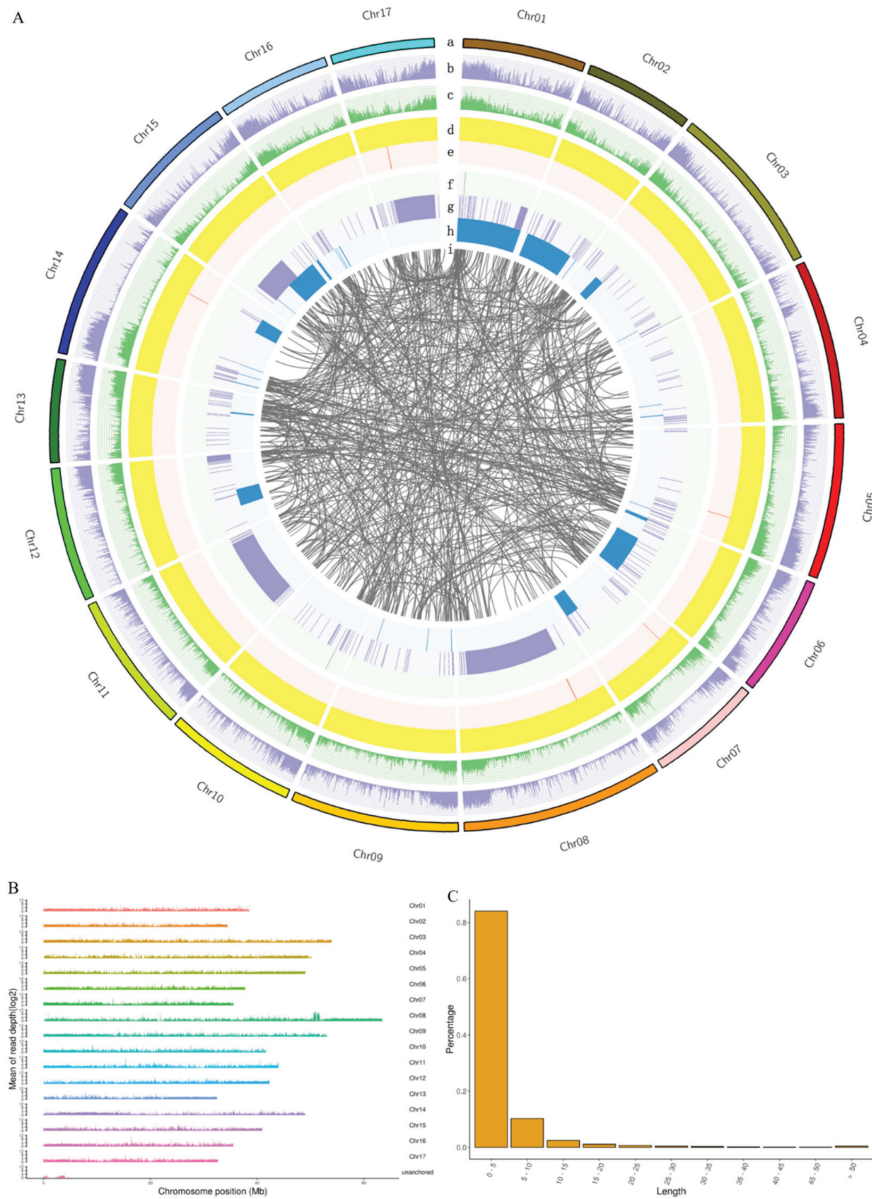 A
Chr17
Chr01
Chr16
Chr02
Chr15
Chr03
Chr14
Chr04
Chr13
Chr05
Chr12
Chr06
Chr11
Chr07
Chr10
Chr08
Chr09
a
b
c
d
e
f
g
h
i
B
Mean of read depth(log2)
Chr01
Chr02
Chr03
Chr04
Chr05
Chr06
Chr07
Chr08
Chr09
Chr10
Chr11
Chr12
Chr13
Chr14
Chr15
Chr16
Chr17
unanchored
0
20
40
60
Chromosome position (Mb)
C
Percentage
0.8
0.6
0.4
0.2
0.0
0 - 5
5 - 10
10 - 15
15 - 20
20 - 25
25 - 30
30 - 35
35 - 40
40 - 45
45 - 50
> 50
Length